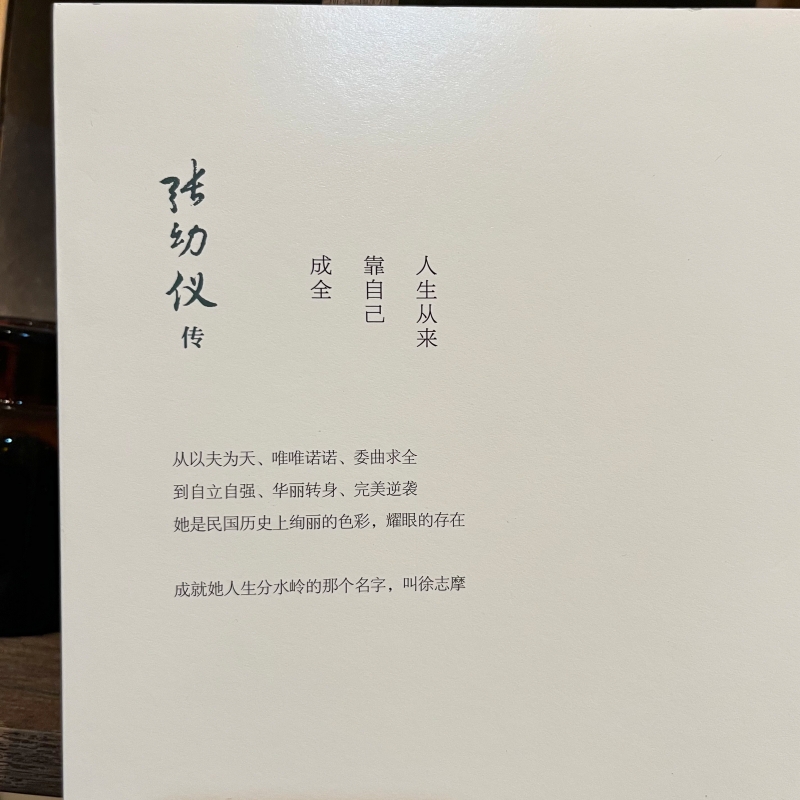 张幼仪传
人生从来
靠自己
成全
从以夫为天、唯唯诺诺、委曲求全
到自立自强、华丽转身、完美逆袭
她是民国历史上绚丽的色彩，耀眼的存在
成就她人生分水岭的那个名字，叫徐志摩